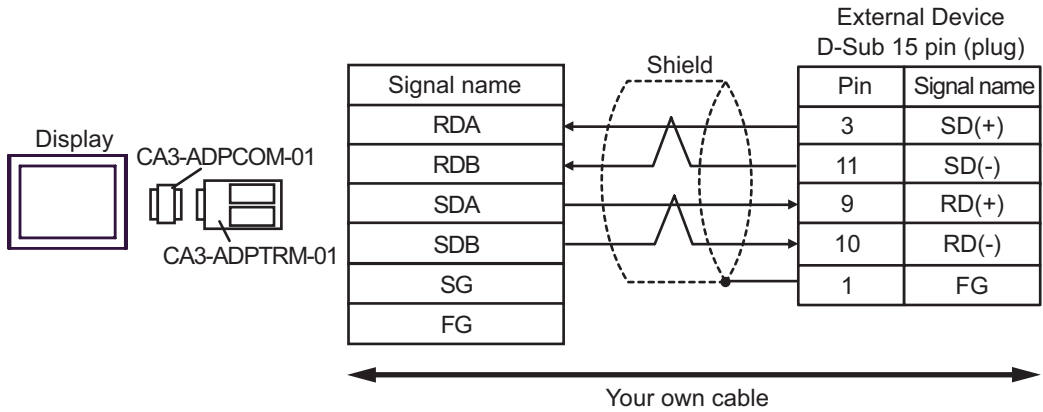 External Device
D-Sub 15 pin (plug)
Shield
Signal name
Pin
Signal name
RDA
3
SD(+)
RDB
11
SD(-)
SDA
9
RD(+)
SDB
10
RD(-)
SG
1
FG
FG
Display
CA3-ADPCOM-01
CA3-ADPTRM-01
Your own cable